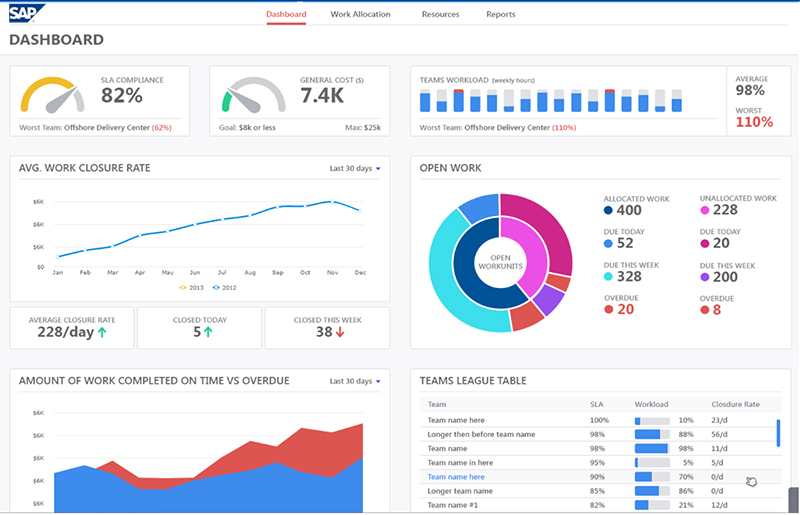 SAP
Dashboard Work Allocation Resources Reports
DASHBOARD
SLA COMPLIANCE
82%
Worst Team: Offshore Delivery Center (62%)
GENERAL COST ($)
7.4K
Goal: $8k or less Max: $25k
TEAMS WORKLOAD (weekly hours)
Worst Team: Offshore Delivery Center (110%)
AVERAGE
98%
WORST
110%
AVG. WORK CLOSURE RATE Last 30 days
$6K
$6K
$6K
$0
Jan Feb Mar Apr May Jun Jul Aug Sep Oct Nov Dec
2013 2012
AVERAGE CLOSURE RATE
228/day
CLOSED TODAY
5
CLOSED THIS WEEK
38
OPEN WORK
OPEN
WORKUNITS
ALLOCATED WORK UNALLOCATED WORK
400 228
DUE TODAY DUE TODAY
52 20
DUE THIS WEEK DUE THIS WEEK
328 200
OVERDUE OVERDUE
20 8
AMOUNT OF WORK COMPLETED ON TIME VS OVERDUE Last 30 days
$6K
$6K
$6K
$6K
$6K
TEAMS LEAGUE TABLE
Team SLA Workload Closdure Rate
Team name here 100% 10% 23/d
Longer then before team name 98% 88% 56/d
Team name 98% 98% 11/d
Team name in here 95% 5% 5/d
Team name here 90% 70% 0/d
Longer team name 85% 86% 0/d
Team name #1 82% 21% 12/d